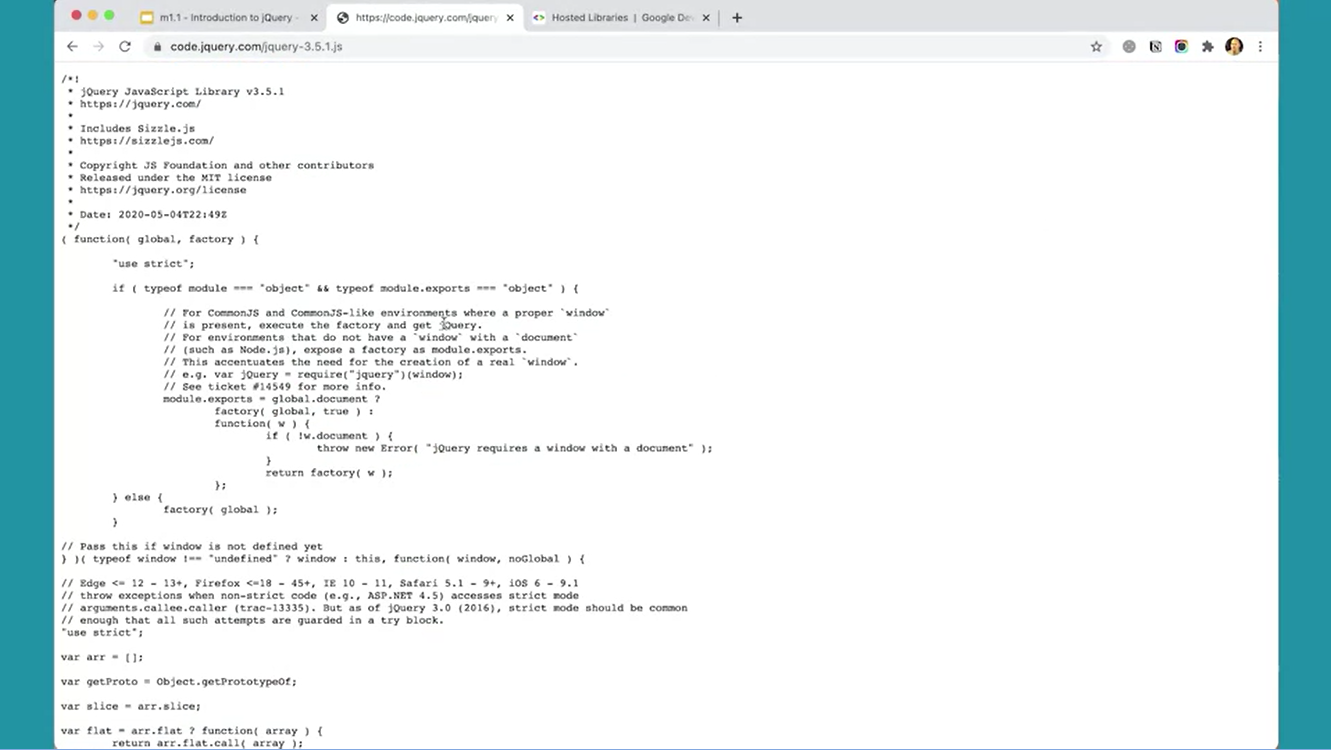 m1.1 - Introduction to jQuery -
https://code.jquery.com/jquery
Hosted Libraries | Google De
code.jquery.com/jquery-3.5.1.js
/*!
* jQuery JavaScript Library v3.5.1
* https://jquery.com/
*
* Includes Sizzle.js
* https://sizzlejs.com/
*
* Copyright JS Foundation and other contributors
* Released under the MIT license
* https://jquery.org/license
*
* Date: 2020-05-04T22:49Z
*/
( function( global, factory ) {
"use strict";
if ( typeof module === "object" && typeof module.exports === "object" ) {
// For CommonJS and CommonJS-like environments where a proper `window`
// is present, execute the factory and get jQuery.
// For environments that do not have a `window` with a `document`
// (such as Node.js), expose a factory as module.exports.
// This accentuates the need for the creation of a real `window`.
// e.g. var jQuery = require("jquery")(window);
// See ticket #14549 for more info.
module.exports = global.document ?
factory( global, true ) :
function( w ) {
if ( !w.document ) {
throw new Error( "jQuery requires a window with a document" );
}
return factory( w );
};
} else {
factory( global );
}
// Pass this if window is not defined yet
} )( typeof window !== "undefined" ? window : this, function( window, noGlobal ) {
// Edge <= 12 - 13+, Firefox <=18 - 45+, IE 10 - 11, Safari 5.1 - 9+, iOS 6 - 9.1
// throw exceptions when non-strict code (e.g., ASP.NET 4.5) accesses strict mode
// arguments.callee.caller (trac-13335). But as of jQuery 3.0 (2016), strict mode should be common
// enough that all such attempts are guarded in a try block.
"use strict";
var arr = [];
var getProto = Object.getPrototypeOf;
var slice = arr.slice;
var flat = arr.flat ? function( array ) {
return arr.flat.call( array );